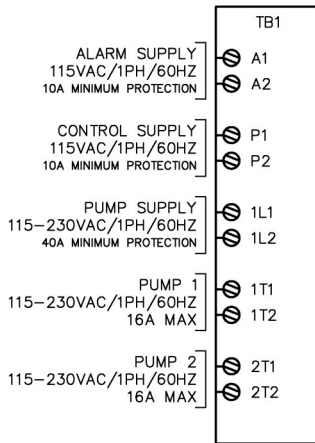 TB1
ALARM SUPPLY
115VAC/1PH/60HZ
10A MINIMUM PROTECTION
A1
A2
CONTROL SUPPLY
115VAC/1PH/60HZ
10A MINIMUM PROTECTION
P1
P2
PUMP SUPPLY
115-230VAC/1PH/60HZ
40A MINIMUM PROTECTION
1L1
1L2
PUMP 1
115-230VAC/1PH/60HZ
16A MAX
1T1
1T2
PUMP 2
115-230VAC/1PH/60HZ
16A MAX
2T1
2T2